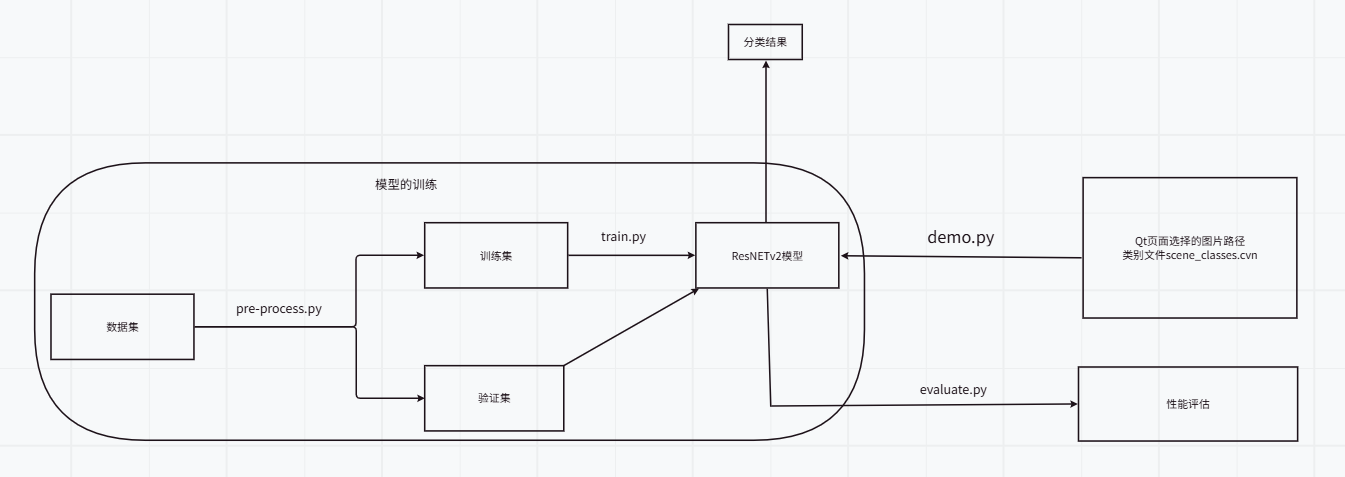 分类结果
模型的训练
训练集
train.py
ResNETv2模型
demo.py
Qt页面选择的图片路径
类别文件scene_classes.cvn
数据集
pre-process.py
验证集
evaluate.py
性能评估